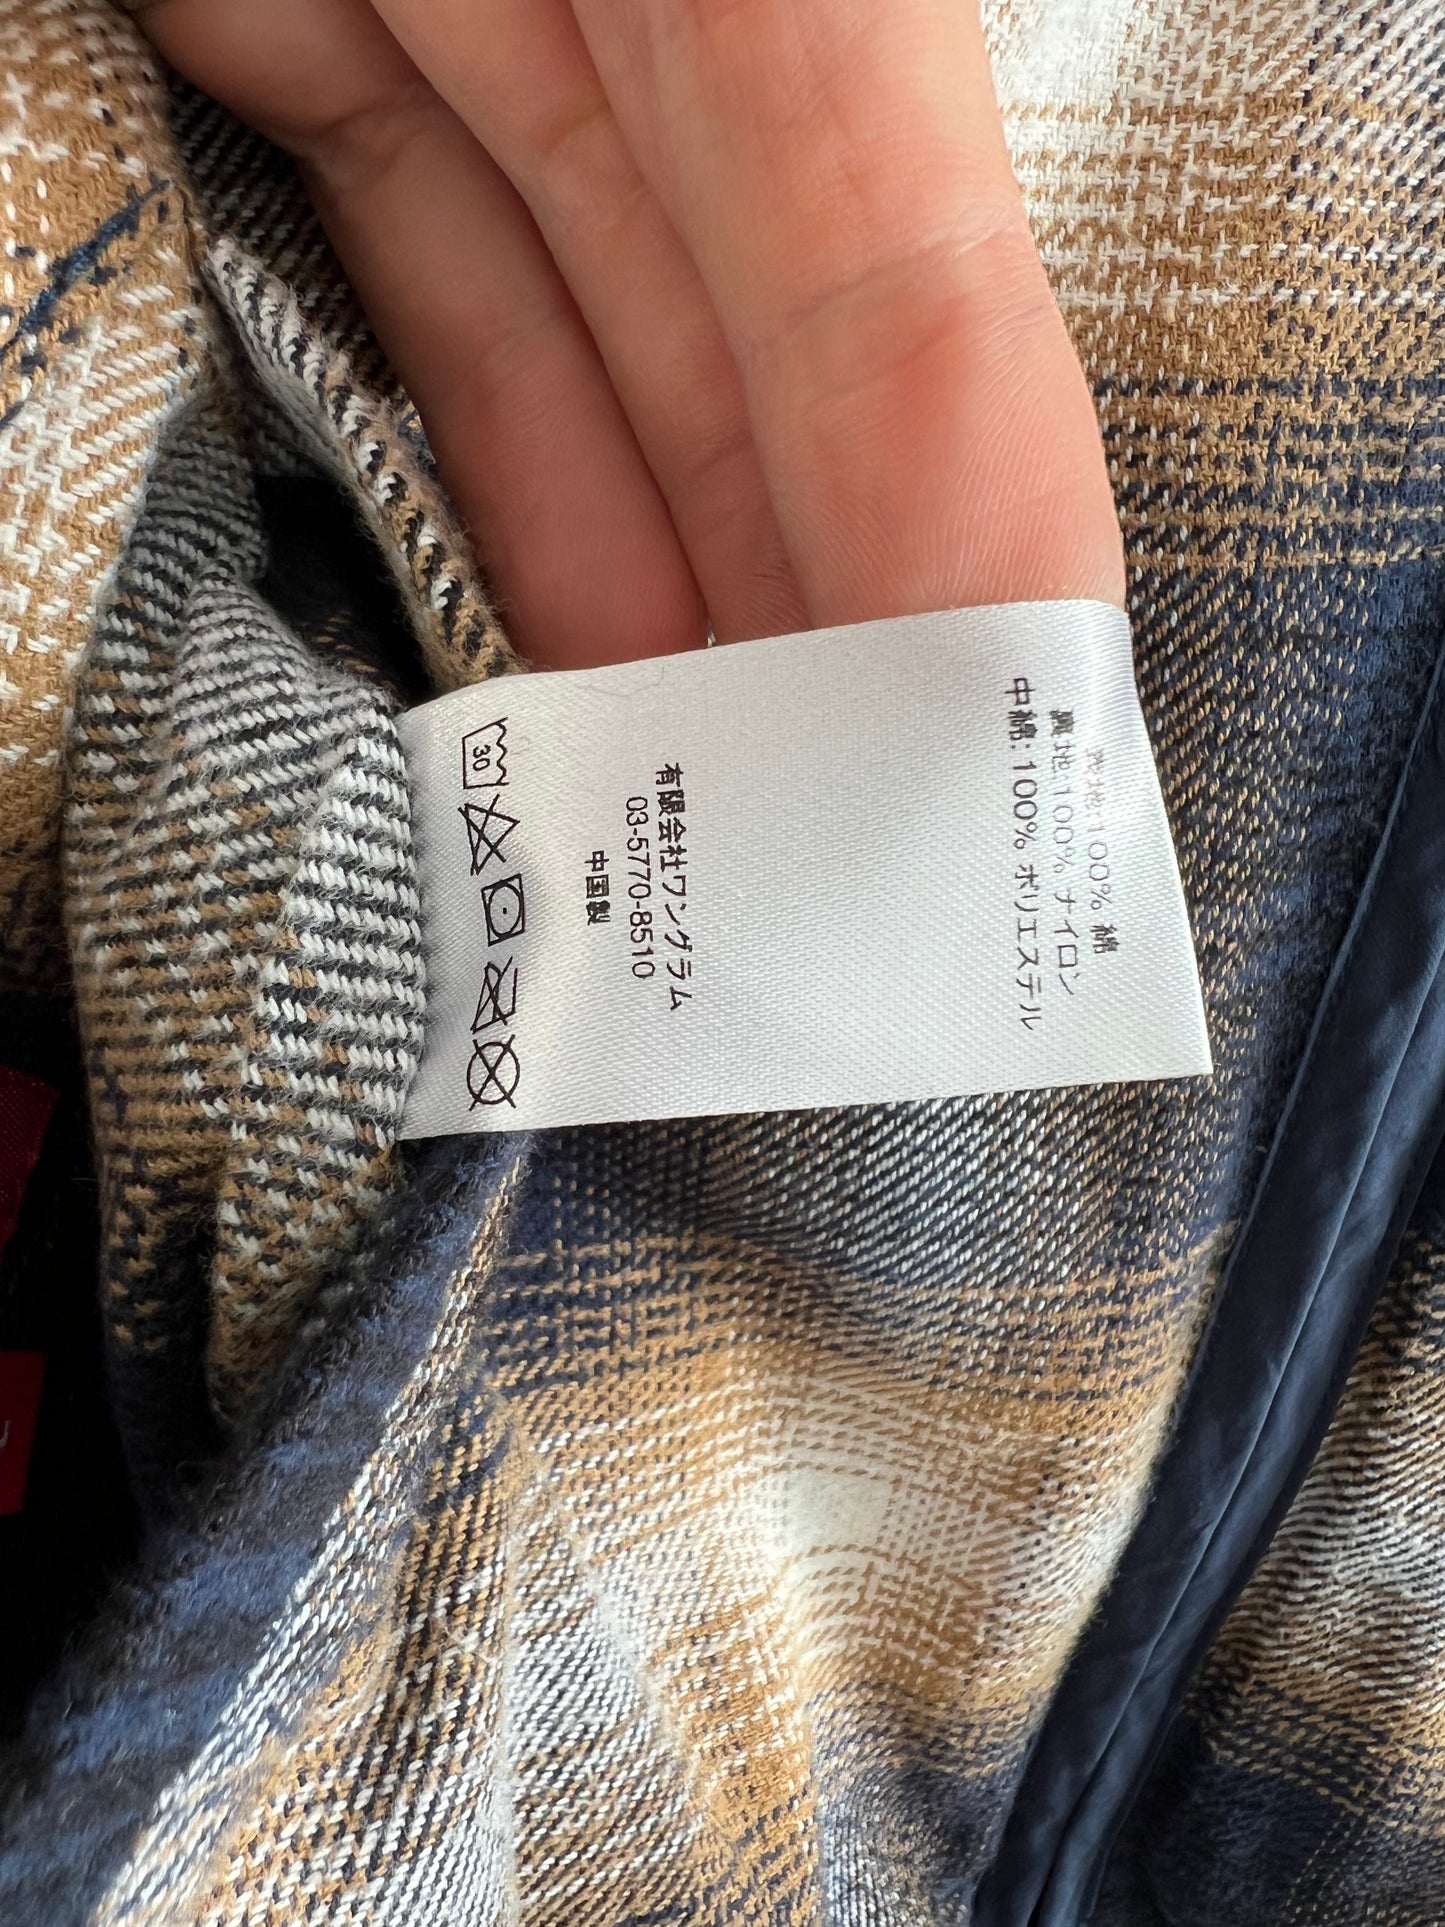 表地:100% 綿
裏地:100% ナイロン
中綿:100% ポリエステル
有限会社ワングラム
03-5770-8510
中国製
30